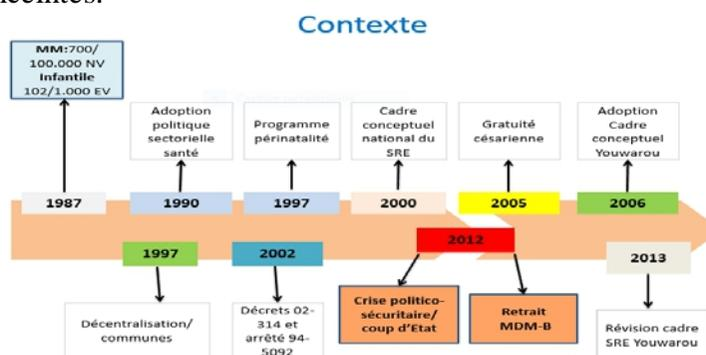 Contexte
MM:700/
100.000 NV
Infantile
102/1.000 EV
Adoption
politique
sectorielle
santé
Programme
périnatalité
Cadre
conceptuel
national du
SRE
Gratuité
césarienne
Adoption
Cadre
conceptuel
Youwarou
1987
1990
1997
2000
2005
2006
1997
2002
2012
2013
Décentralisation/
communes
Décrets 02-
314 et
arrêté 94-
5092
Crise politico-
sécuritaire/
coup d'Etat
Retrait
MDM-B
Révision cadre
SRE Youwarou